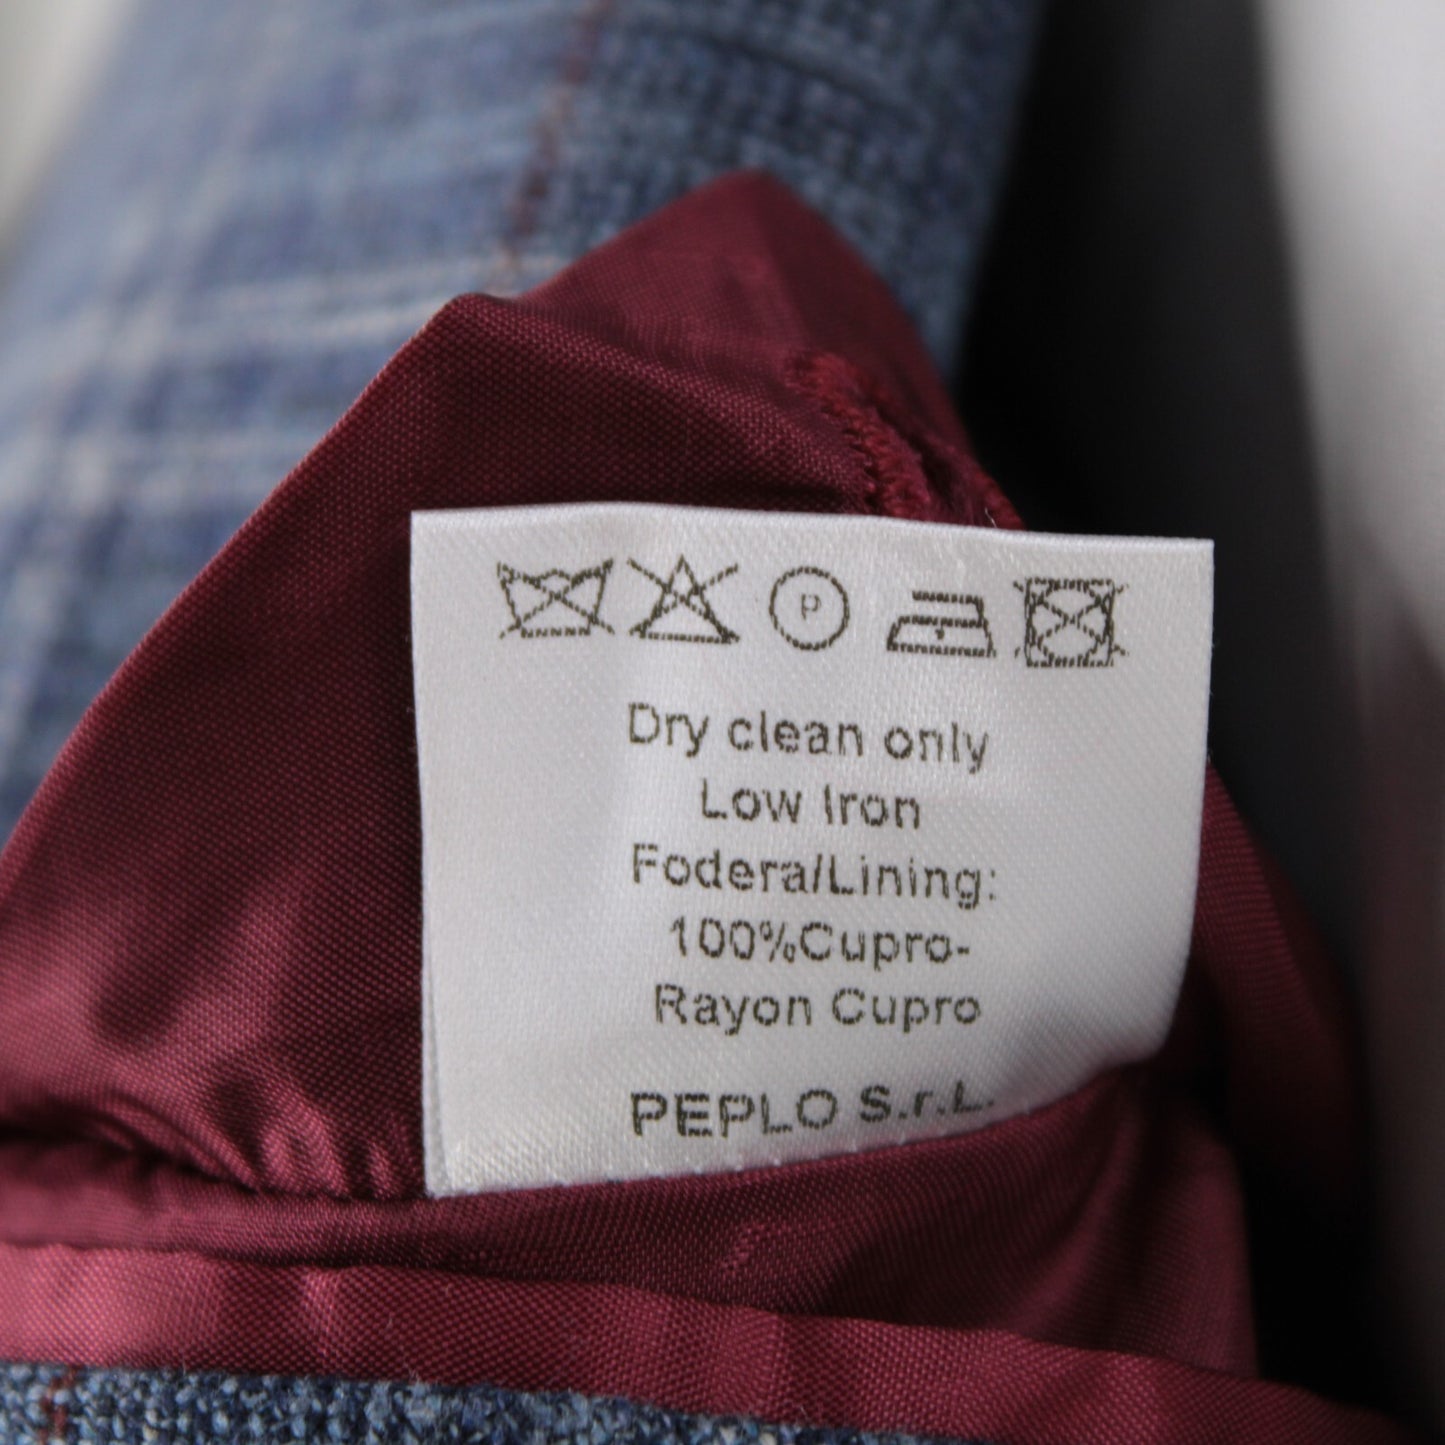 P
Dry clean only
Low Iron
Fodera/Lining:
100%Cupro-
Rayon Cupro
PEPLO S.r.L.